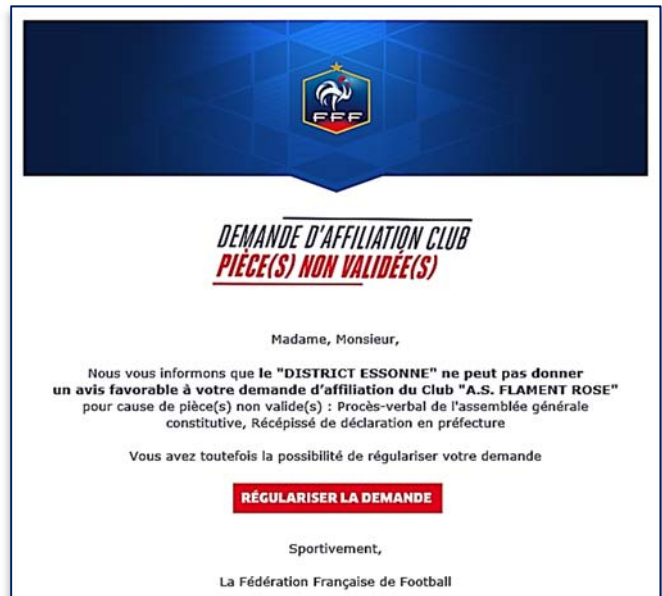 FFF
DEMANDE D'AFFILIATION CLUB
PIÈCE(S) NON VALIDÉE(S)
Madame, Monsieur,
Nous vous informons que le "DISTRICT ESSONNE" ne peut pas donner
un avis favorable à votre demande d'affiliation du Club "A.S. FLAMENT ROSE"
pour cause de pièce(s) non valide(s) : Procès-verbal de l'assemblée générale
constitutive, Récépissé de déclaration en préfecture
Vous avez toutefois la possibilité de régulariser votre demande
RÉGULARISER LA DEMANDE
Sportivement,
La Fédération Française de Football